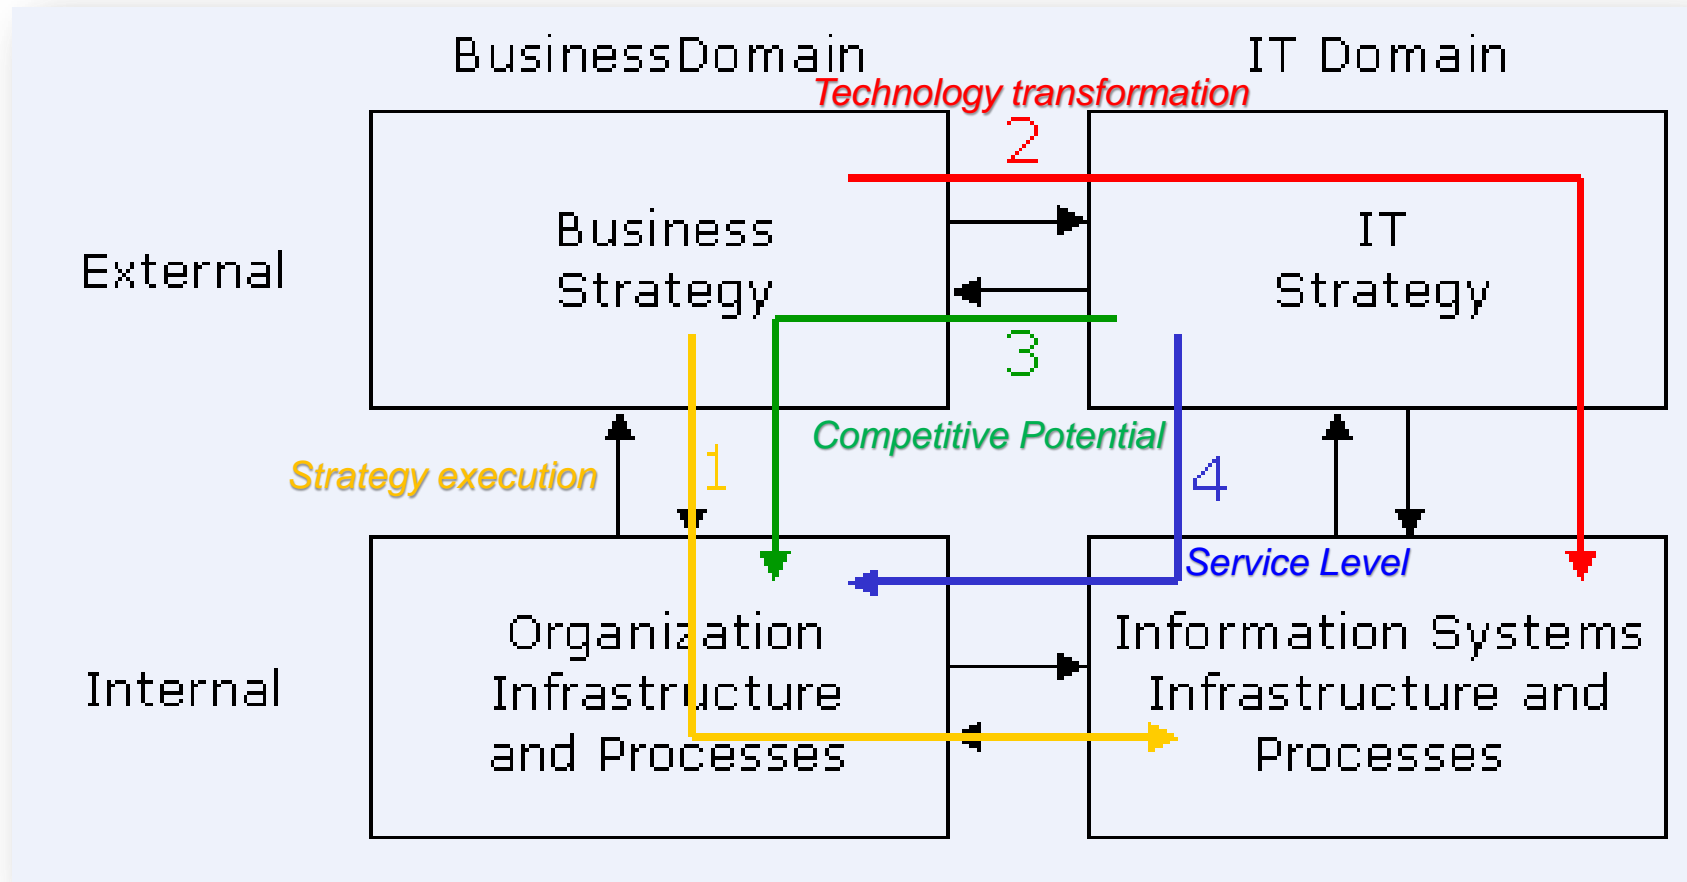 BusinessDomain
IT Domain
Technology transformation
2
Business
Strategy
IT
Strategy
External
3
Competitive Potential
Strategy execution
1
4
Service Level
Organization
Infrastructure
and Processes
Information Systems
Infrastructure and
Processes
Internal